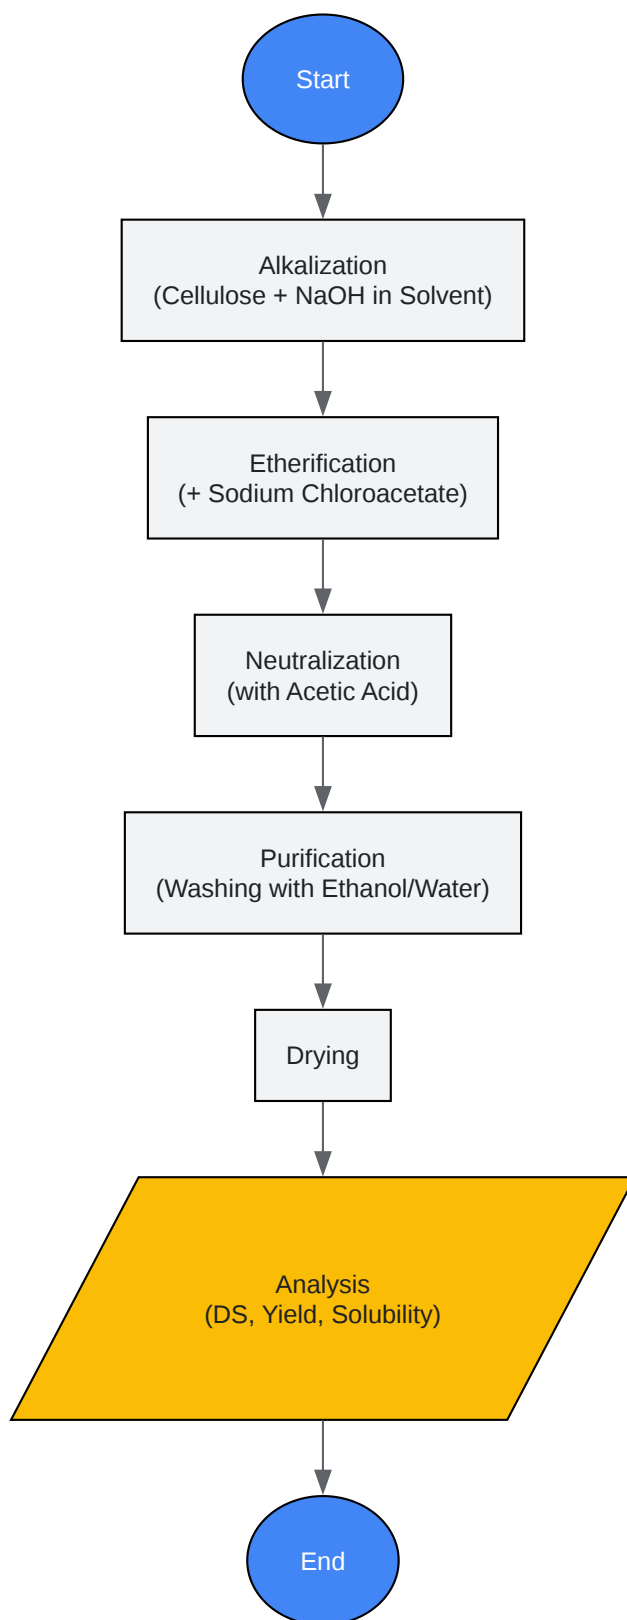 Start
Alkalization
(Cellulose + NaOH in Solvent)
Etherification
(+ Sodium Chloroacetate)
Neutralization
(with Acetic Acid)
Purification
(Washing with Ethanol/Water)
Drying
Analysis
(DS, Yield, Solubility)
End